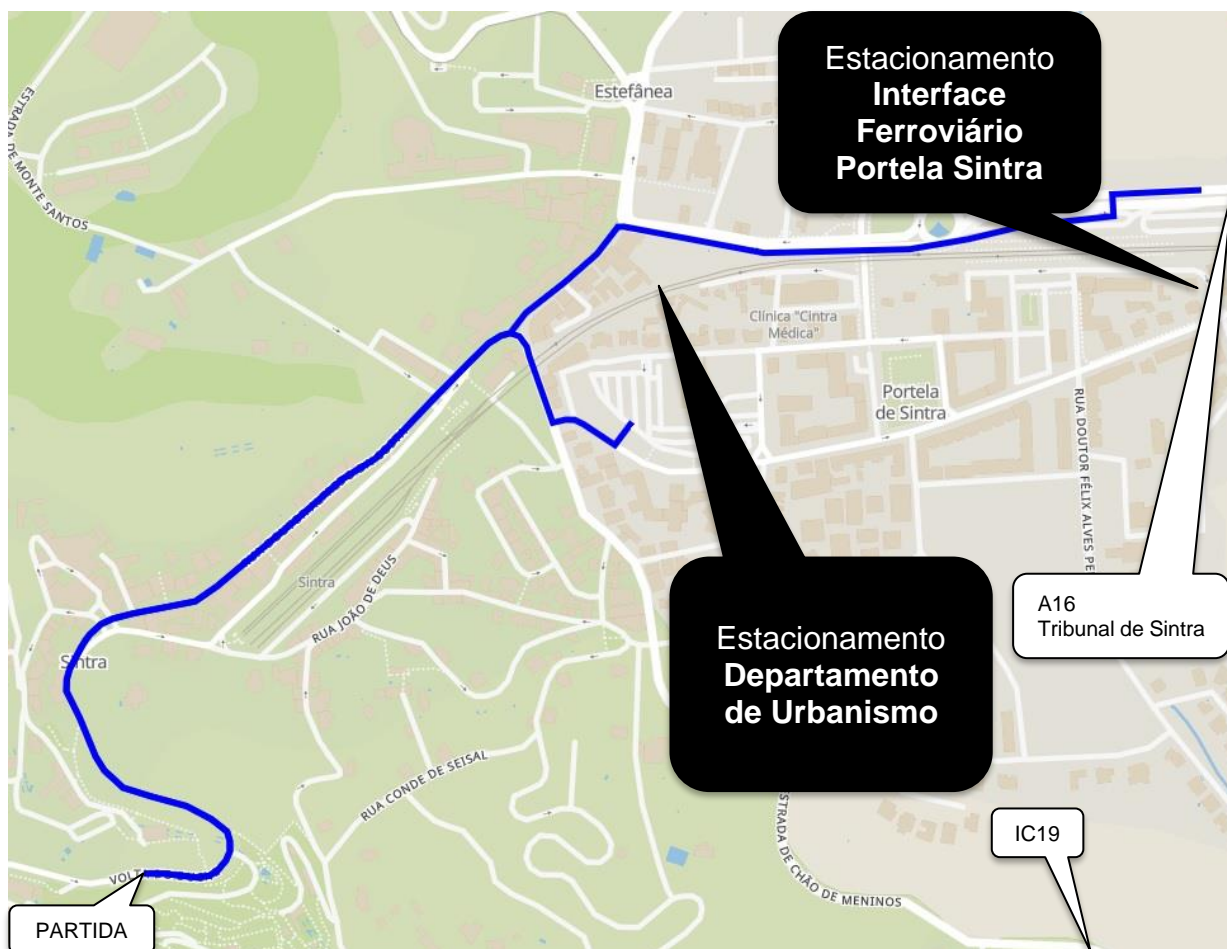 Estacionamento
Interface
Ferroviário
Portela Sintra
Estefânea
ESTRADA DE MONTE SANTOS
Clínica "Cintra
Médica"
Portela
de Sintra
RUA DOUTOR FÉLIX ALVES PE
Sintra
RUA JOÃO DE DEUS
A16
Tribunal de Sintra
Estacionamento
Departamento
de Urbanismo
Sintra
RUA CONDE DE SEISAL
IC19
STRADA DE CHÃO DE MENINOS
PARTIDA